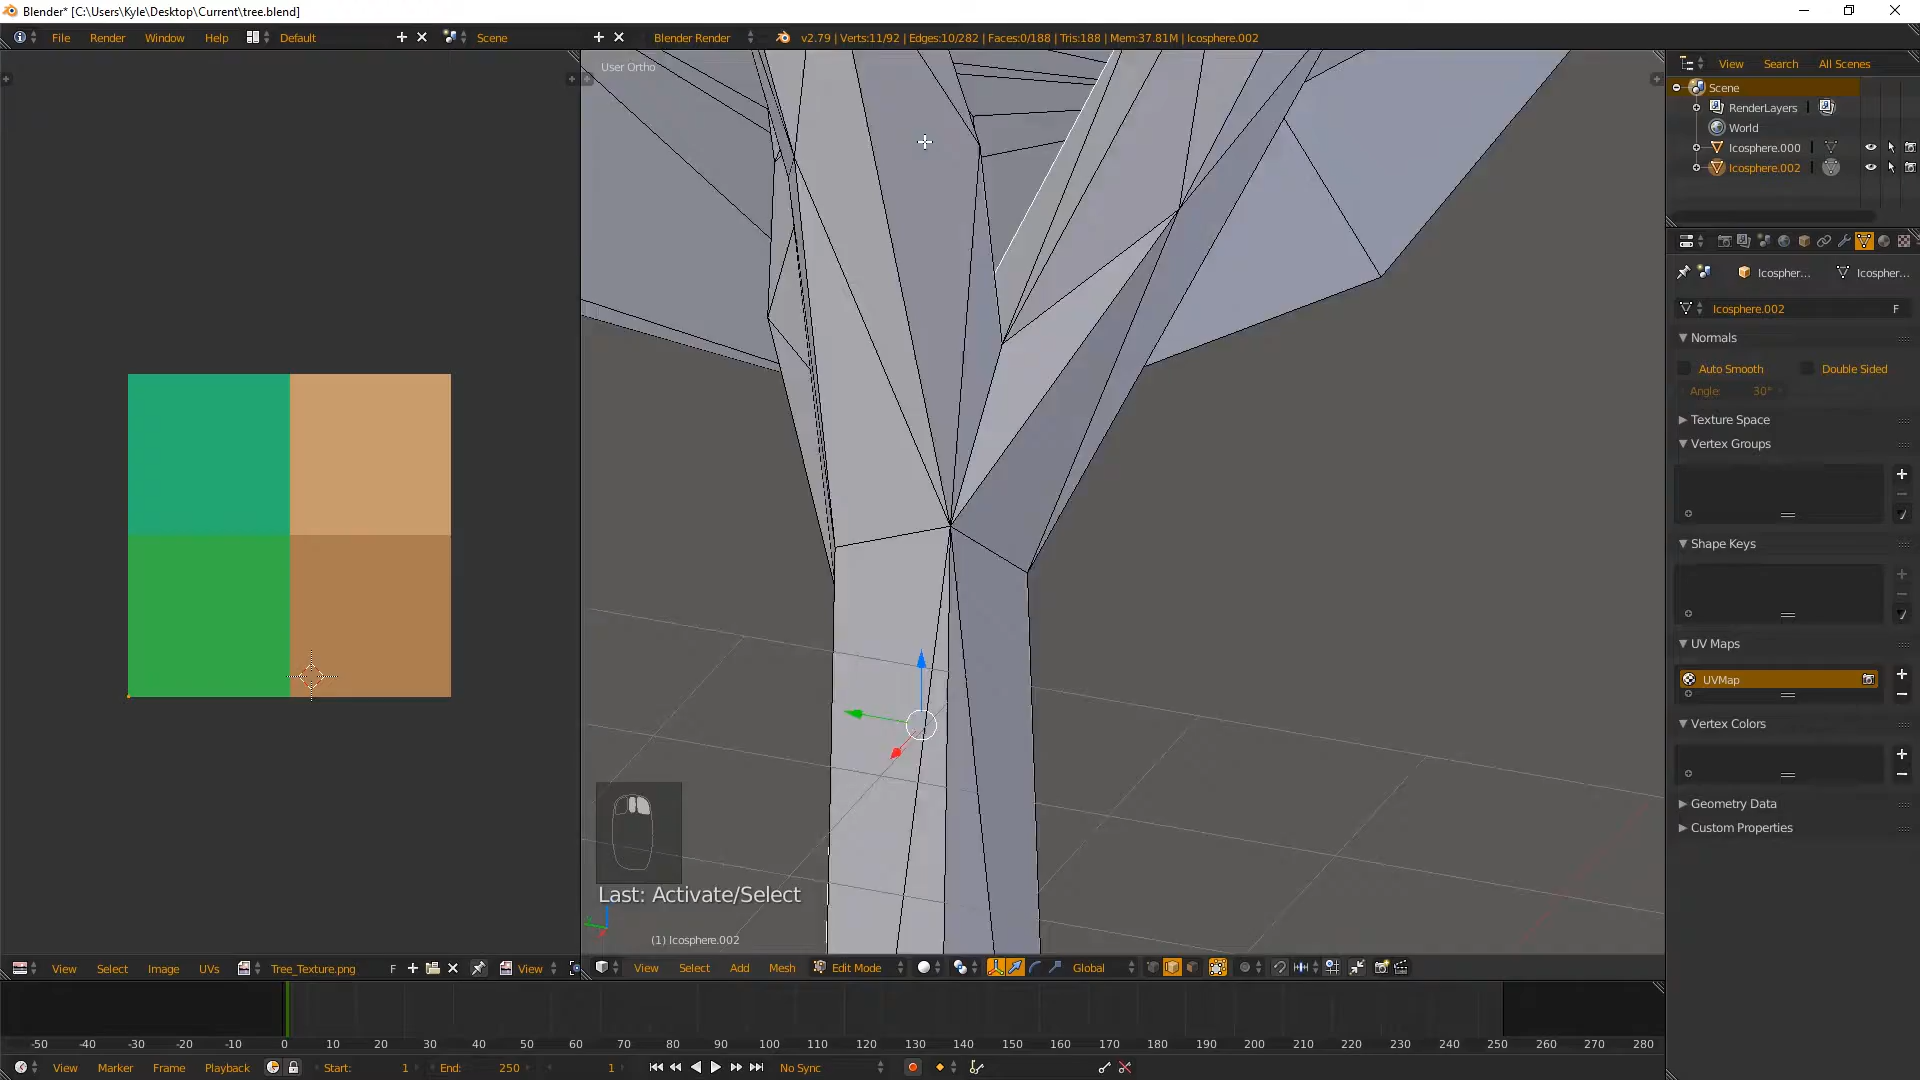 Blender* [C:\Users\Kyle\Desktop\Current\tree.blend]
File Render Window Help Default Scene Blender Render v2.79 | Verts:11/92 | Edges:10/282 | Faces:0/188 | Tris:188 | Mem:37.81M | Icosphere.002
User Ortho
View Search All Scenes
Scene
RenderLayers
World
Icosphere.000
Icosphere.002
Icospher... Icospher...
Icosphere.002 F
Normals
Auto Smooth Double Sided
Angle: 30°
Texture Space
Vertex Groups
Shape Keys
UV Maps
UVMap
Vertex Colors
Geometry Data
Custom Properties
Last: Activate/Select
(1) Icosphere.002
View Select Image UVs Tree_Texture.png F View
View Select Add Mesh Edit Mode Global
-50 -40 -30 -20 -10 0 10 20 30 40 50 60 70 80 90 100 110 120 130 140 150 160 170 180 190 200 210 220 230 240 250 260 270 280
View Marker Frame Playback Start: 1 End: 250 1 No Sync